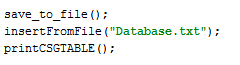 save_to_file();
insertFromFile("Database.txt");
printCSGTABLE();